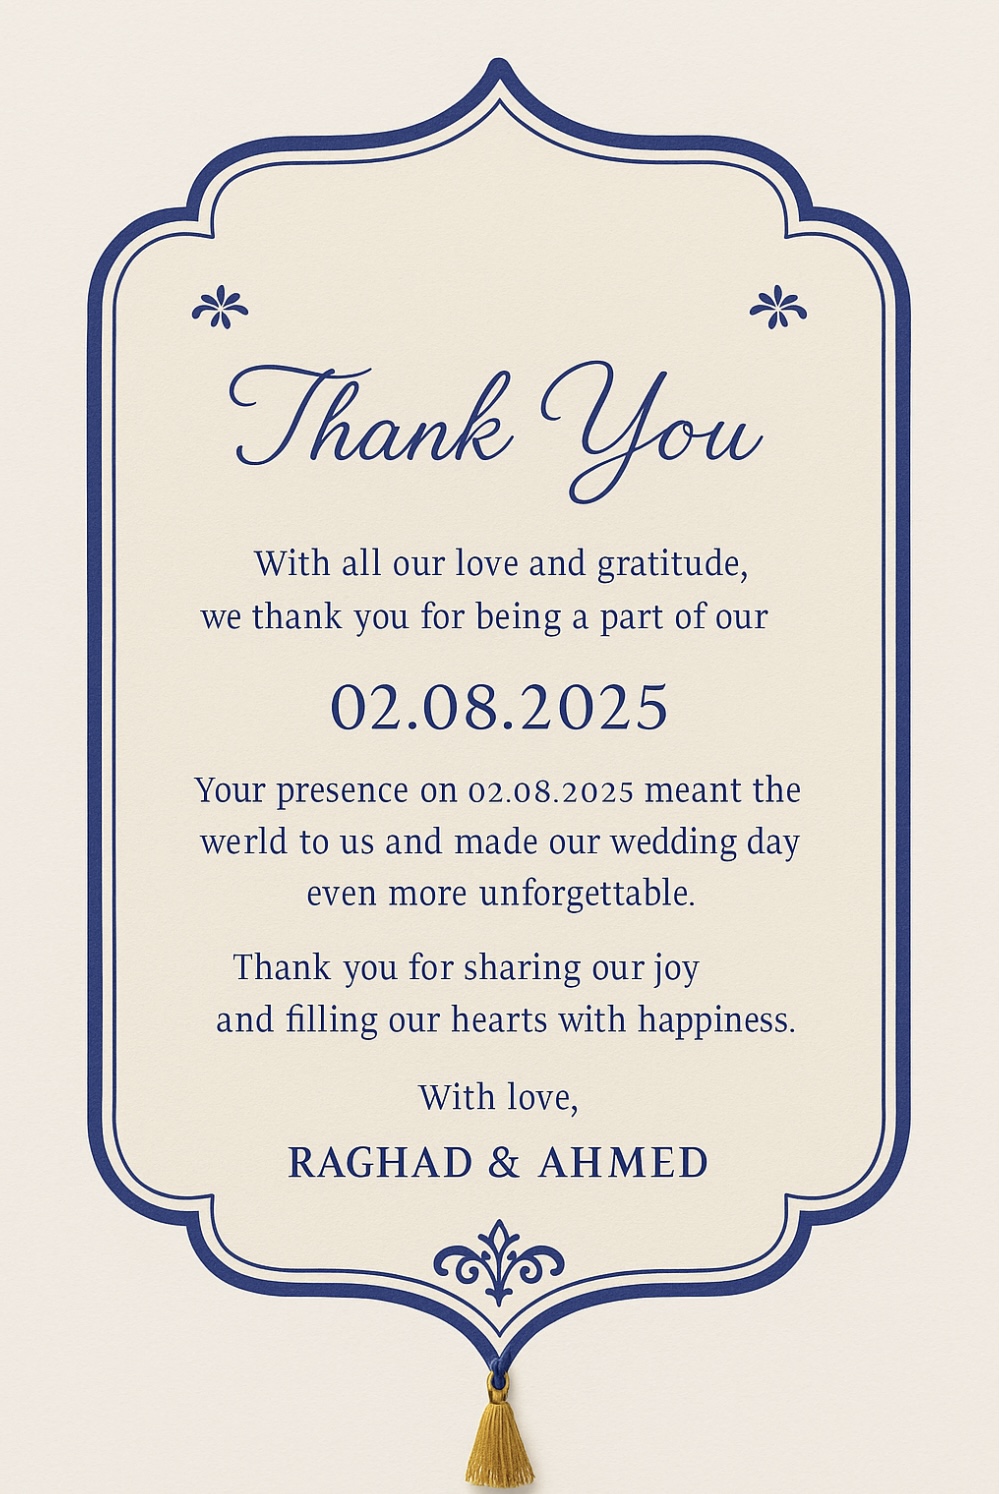 Thank You
With all our love and gratitude,
we thank you for being a part of our
02.08.2025
Your presence on 02.08.2025 meant the
werld to us and made our wedding day
even more unforgettable.
Thank you for sharing our joy
and filling our hearts with happiness.
With love,
RAGHAD & AHMED